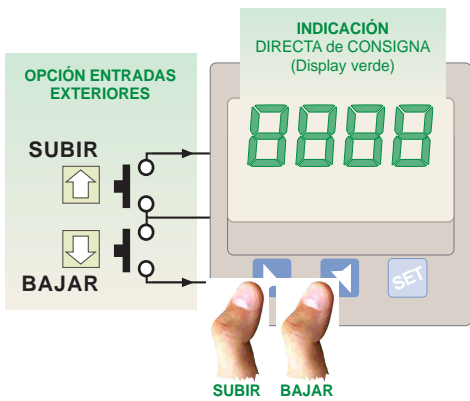 INDICACIÓN
DIRECTA de CONSIGNA
(Display verde)
OPCIÓN ENTRADAS
EXTERIORES
8888
SUBIR
BAJAR
SET
SUBIR BAJAR